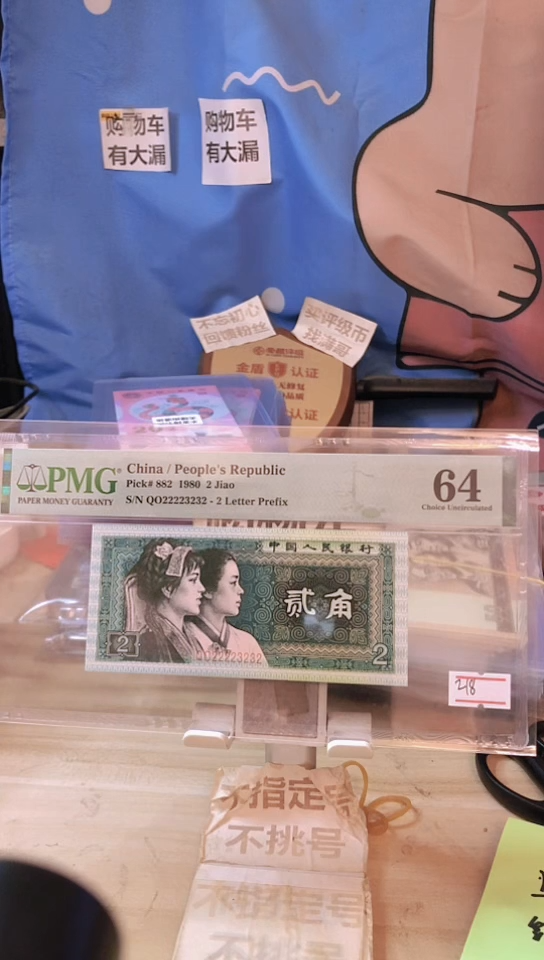 购物车
有大漏
购物车
有大漏
不忘初心
回馈粉丝
买评级币
找满哥
金盾
认证
认证
PMG
PAPER MONEY GUARANTY
China / People's Republic
Pick# 882 1980 2 Jiao
S/N QO22223232 - 2 Letter Prefix
64
Choice Uncirculated
中国人民银行
贰角
QO22223232
2
2
218
不指定号
不挑号
不指定号
不挑号